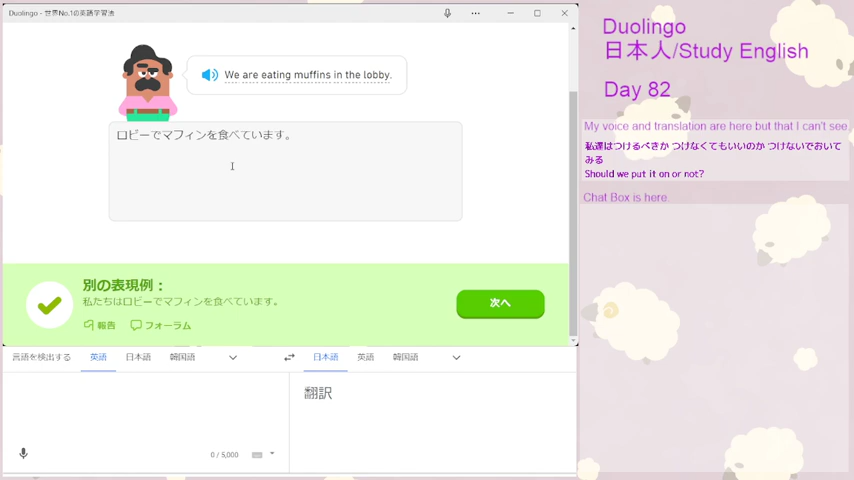 Duolingo - 世界No.1の英語学習法
We are eating muffins in the lobby.
ロビーでマフィンを食べています。
別の表現例：
私たちはロビーでマフィンを食べています。
報告 フォーラム
次へ
言語を検出する 英語 日本語 韓国語
日本語 英語 韓国語
翻訳
0 / 5,000
Duolingo
日本人/Study English
Day 82
My voice and translation are here but that I can't see
私達はつけるべきか つけなくてもいいのか つけないでおいて
みる
Should we put it on or not?
Chat Box is here.